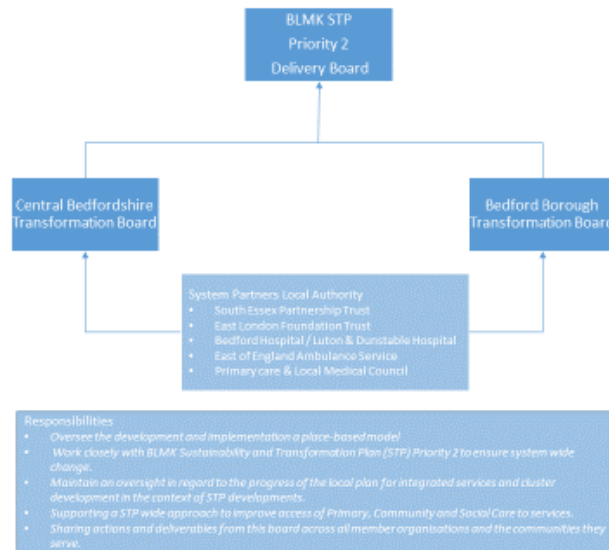 BLMK STP
Priority 2
Delivery Board
Central Bedfordshire
Transformation Board
Bedford Borough
Transformation Board
System Partners Local Authority
• South Essex Partnership Trust
• East London Foundation Trust
• Bedford Hospital / Luton & Dunstable Hospital
• East of England Ambulance Service
• Primary care & Local Medical Council
Responsibilities
• Oversee the development and implementation a place-based model
• Work closely with BLMK Sustainability and Transformation Plan (STP) Priority 2 to ensure system wide
change.
• Maintain an oversight in regard to the progress of the local plan for integrated services and cluster
development in the context of STP developments.
• Supporting a STP wide approach to improve access of Primary, Community and Social Care to services.
• Sharing actions and deliverables from this board across all member organisations and the communities they
serve.